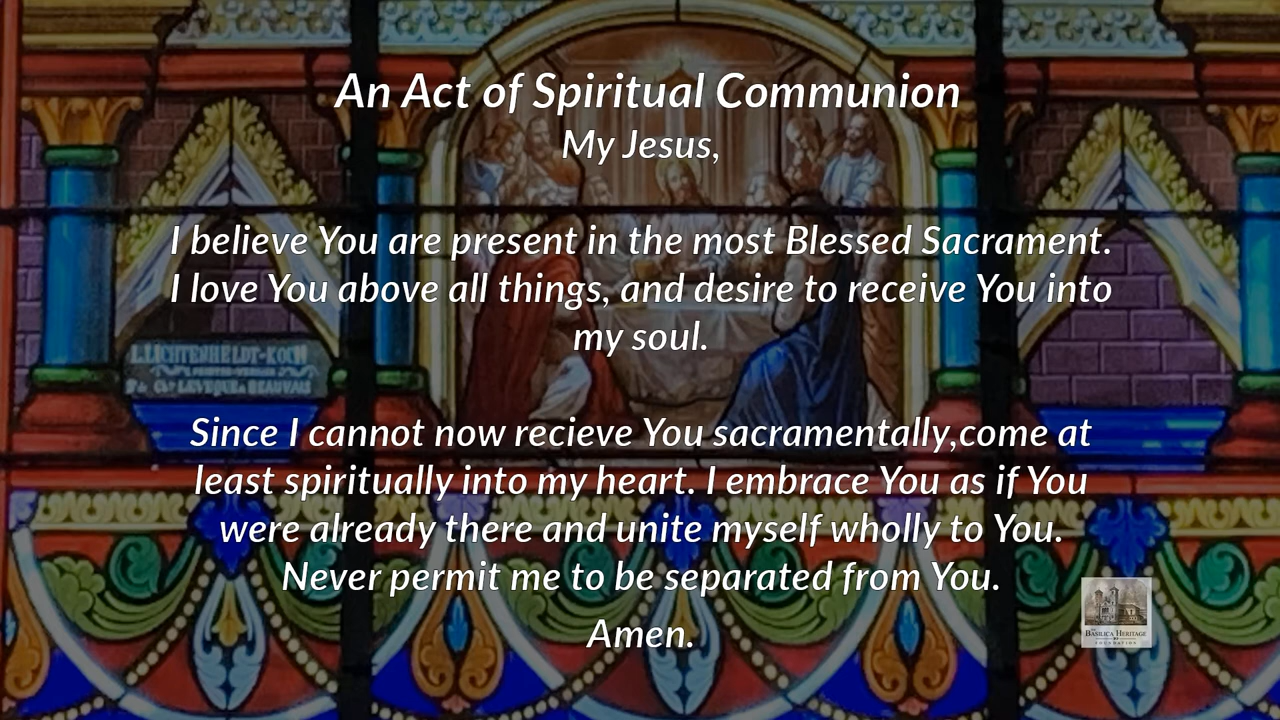 An Act of Spiritual Communion
My Jesus,
I believe You are present in the most Blessed Sacrament.
I love You above all things, and desire to receive You into
my soul.
Since I cannot now recieve You sacramentally,come at
least spiritually into my heart. I embrace You as if You
were already there and unite myself wholly to You.
Never permit me to be separated from You.
Amen.
L.LICHTENHELDT-KOCH
LEVEQUE à BEAUVAIS
BASILICA HERITAGE
FOUNDATION